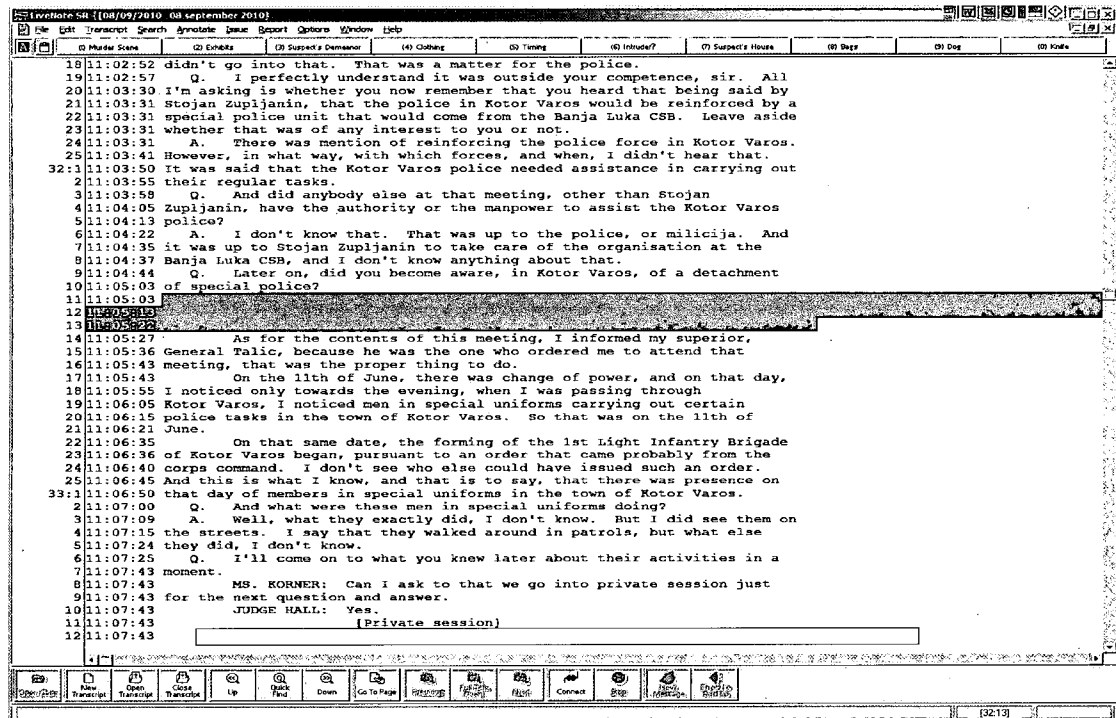 LiveNote SR {[08/09/2010 08 september 2010}
File Edit Transcript Search Annotate Issue Report Options Window Help
(1) Murder Scene (2) Exhibits (3) Suspect's Demeanor (4) Clothing (5) Timing (6) Intruder? (7) Suspect's House (8) Bags (9) Dog (0) Knife
18 11:02:52 didn't go into that. That was a matter for the police.
19 11:02:57 Q. I perfectly understand it was outside your competence, sir. All
20 11:03:30 I'm asking is whether you now remember that you heard that being said by
21 11:03:31 Stojan Zupljanin, that the police in Kotor Varos would be reinforced by a
22 11:03:31 special police unit that would come from the Banja Luka CSB. Leave aside
23 11:03:31 whether that was of any interest to you or not.
24 11:03:31 A. There was mention of reinforcing the police force in Kotor Varos.
25 11:03:41 However, in what way, with which forces, and when, I didn't hear that.
32:1 11:03:50 It was said that the Kotor Varos police needed assistance in carrying out
2 11:03:55 their regular tasks.
3 11:03:58 Q. And did anybody else at that meeting, other than Stojan
4 11:04:05 Zupljanin, have the authority or the manpower to assist the Kotor Varos
5 11:04:13 police?
6 11:04:22 A. I don't know that. That was up to the police, or milicija. And
7 11:04:35 it was up to Stojan Zupljanin to take care of the organisation at the
8 11:04:37 Banja Luka CSB, and I don't know anything about that.
9 11:04:44 Q. Later on, did you become aware, in Kotor Varos, of a detachment
10 11:05:03 of special police?
11 11:05:03
12
13
14 11:05:27 As for the contents of this meeting, I informed my superior,
15 11:05:36 General Talic, because he was the one who ordered me to attend that
16 11:05:43 meeting, that was the proper thing to do.
17 11:05:43 On the 11th of June, there was change of power, and on that day,
18 11:05:55 I noticed only towards the evening, when I was passing through
19 11:06:05 Kotor Varos, I noticed men in special uniforms carrying out certain
20 11:06:15 police tasks in the town of Kotor Varos. So that was on the 11th of
21 11:06:21 June.
22 11:06:35 On that same date, the forming of the 1st Light Infantry Brigade
23 11:06:36 of Kotor Varos began, pursuant to an order that came probably from the
24 11:06:40 corps command. I don't see who else could have issued such an order.
25 11:06:45 And this is what I know, and that is to say, that there was presence on
33:1 11:06:50 that day of members in special uniforms in the town of Kotor Varos.
2 11:07:00 Q. And what were these men in special uniforms doing?
3 11:07:09 A. Well, what they exactly did, I don't know. But I did see them on
4 11:07:15 the streets. I say that they walked around in patrols, but what else
5 11:07:24 they did, I don't know.
6 11:07:25 Q. I'll come on to what you knew later about their activities in a
7 11:07:43 moment.
8 11:07:43 MS. KORNER: Can I ask to that we go into private session just
9 11:07:43 for the next question and answer.
10 11:07:43 JUDGE HALL: Yes.
11 11:07:43 [Private session]
12 11:07:43
New Transcript Open Transcript Close Transcript Up Quick Find Down Go To Page Connect Stop
[32:13]